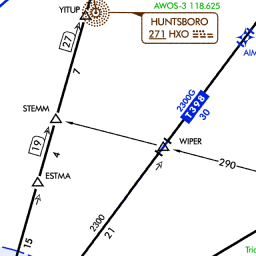 YITUP
AWOS-3 118.625
HUNTSBORO
271 HXO
27
7
2300G
T398
30
STEMM
19
4
WIPER
290
ESTMA
2300
21
15